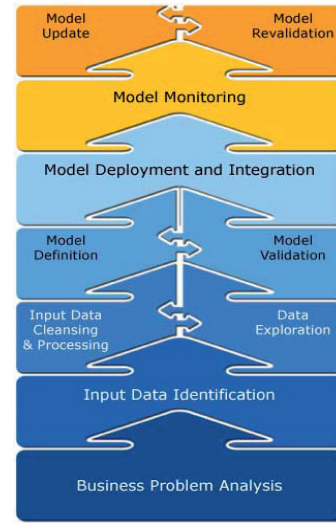 Model
Update
Model
Revalidation
Model Monitoring
Model Deployment and Integration
Model
Definition
Model
Validation
Input Data
Cleansing
& Processing
Data
Exploration
Input Data Identification
Business Problem Analysis